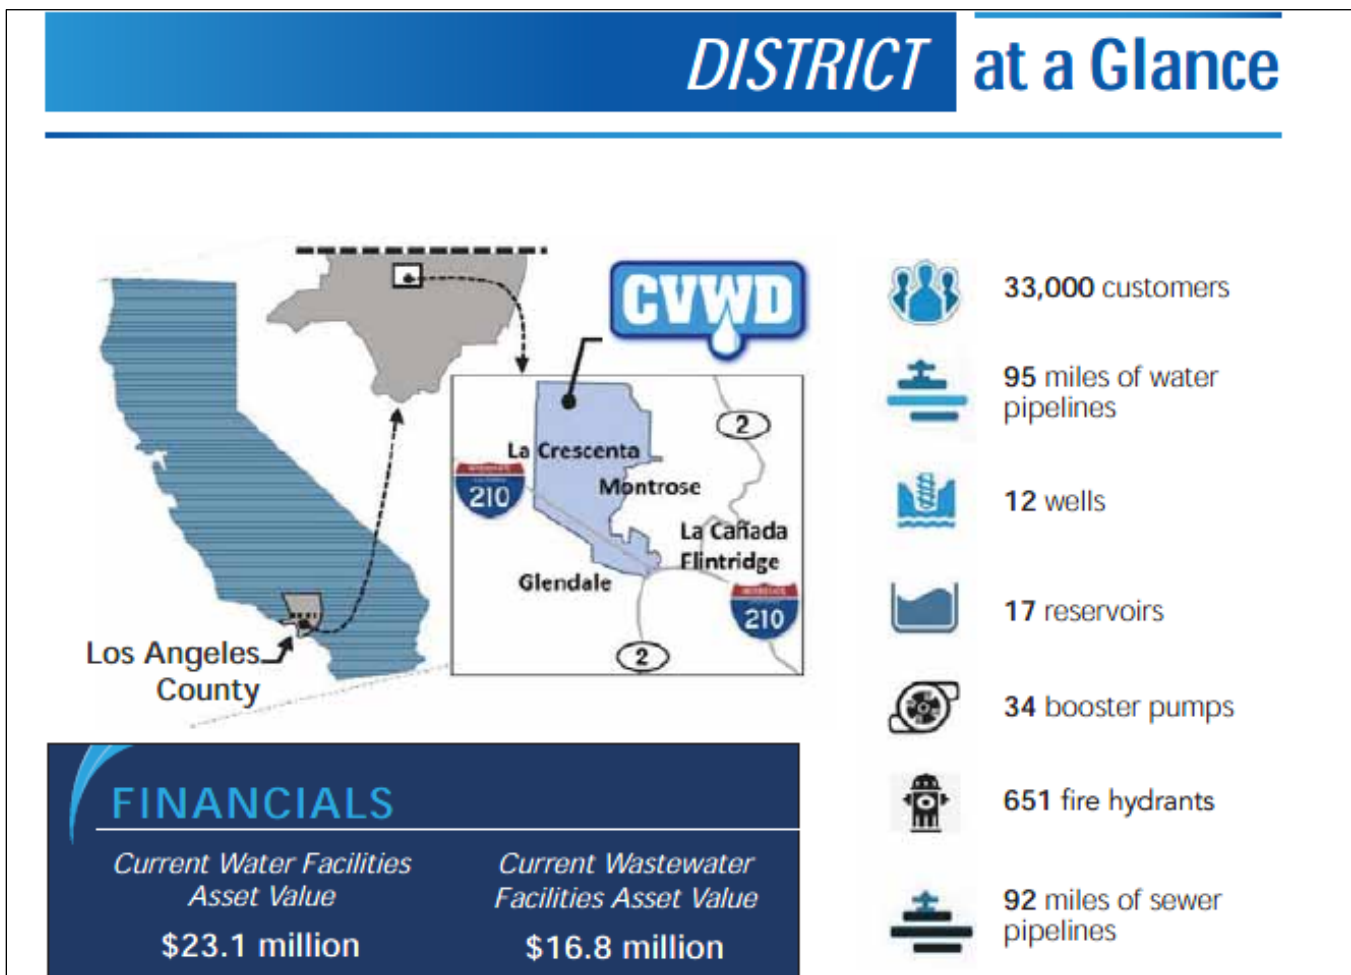 DISTRICT at a Glance
CVWD
2
La Crescenta
INTERSTATE
CALIFORNIA
210
Montrose
La Cañada
Flintridge
Glendale
INTERSTATE
210
2
Los Angeles
County
33,000 customers
95 miles of water
pipelines
12 wells
17 reservoirs
34 booster pumps
651 fire hydrants
92 miles of sewer
pipelines
FINANCIALS
Current Water Facilities
Asset Value
$23.1 million
Current Wastewater
Facilities Asset Value
$16.8 million